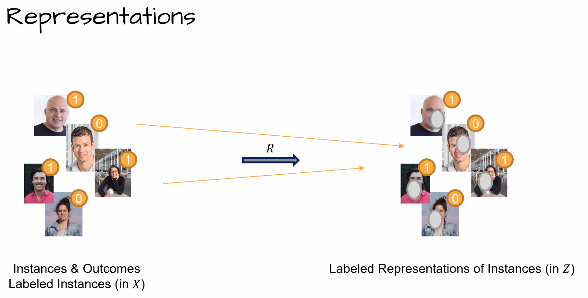 Representations
1
0
1
1
0
R
1
0
1
1
0
Instances & Outcomes
Labeled Instances (in X)
Labeled Representations of Instances (in Z)